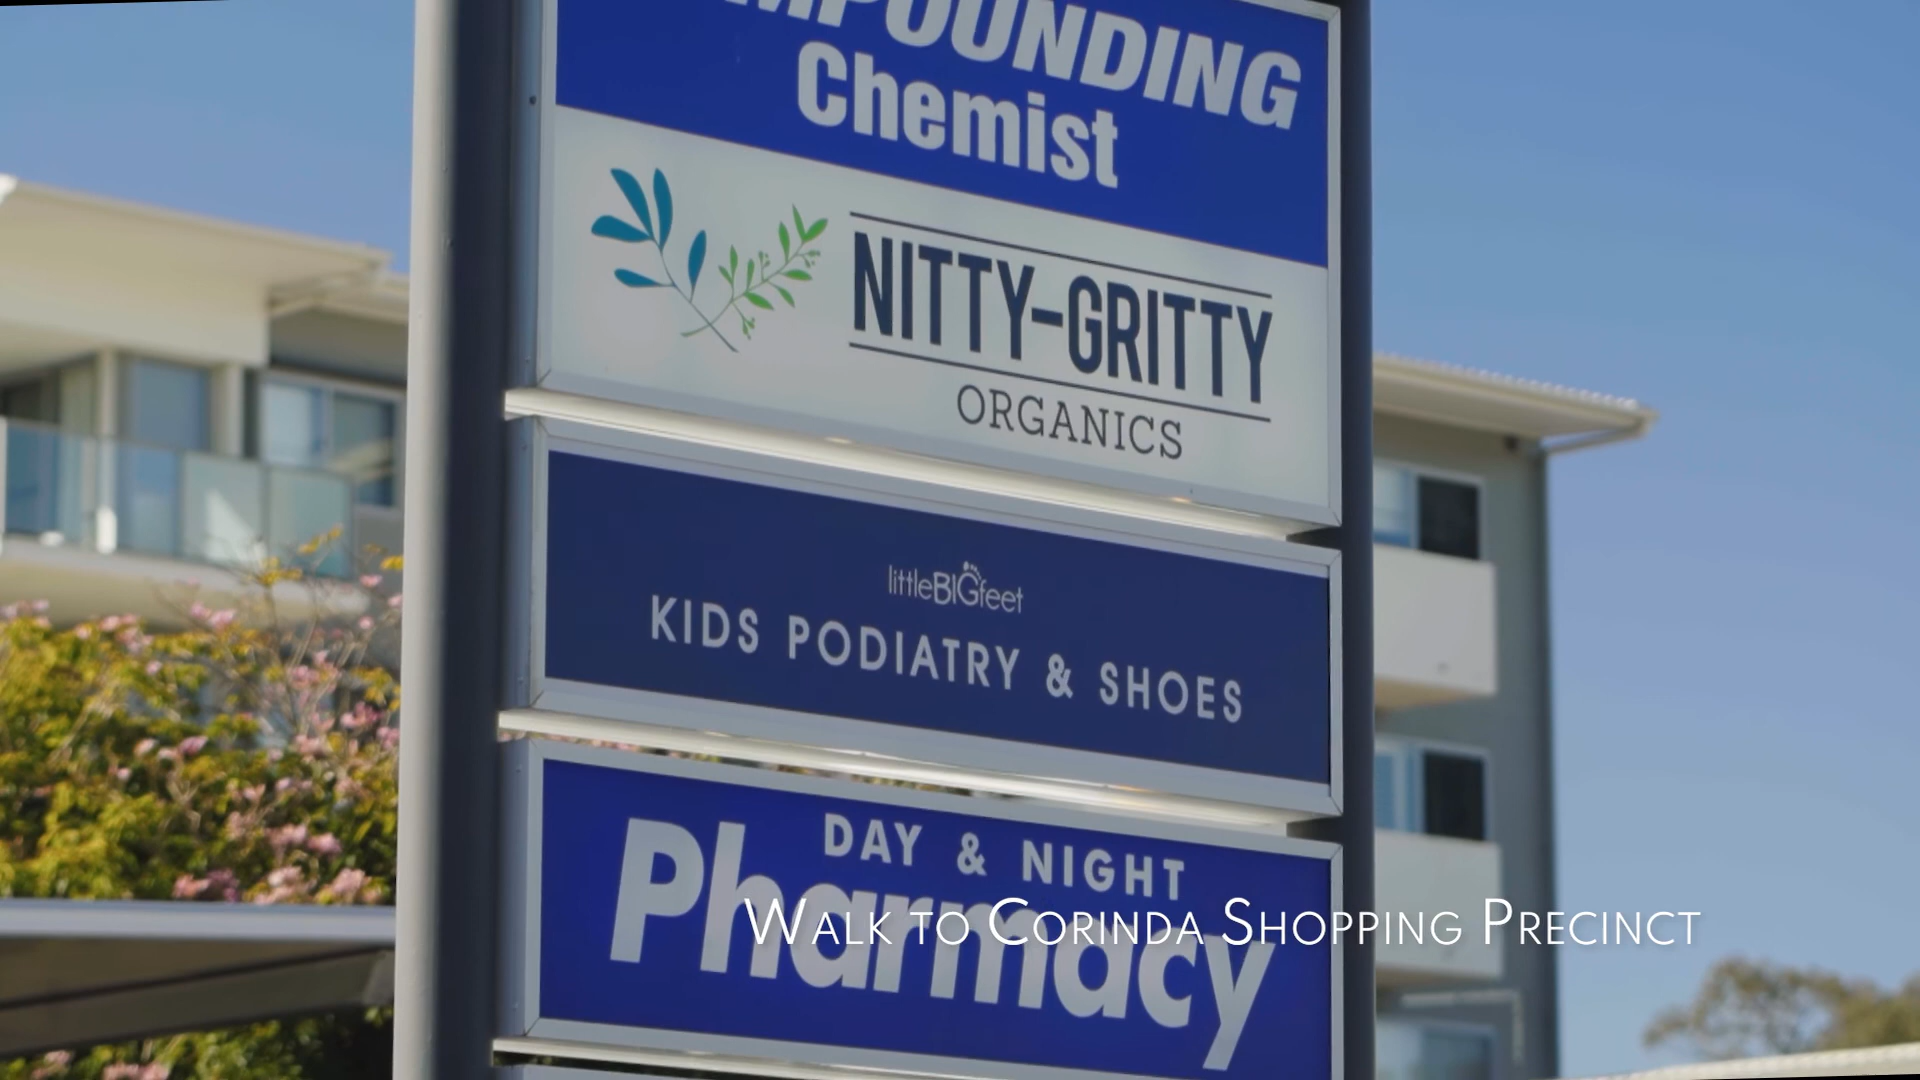 Chemist
NITTY-GRITTY
ORGANICS
littleBIGfeet
KIDS PODIATRY & SHOES
DAY & NIGHT
Pharmacy
WALK TO CORINDA SHOPPING PRECINCT